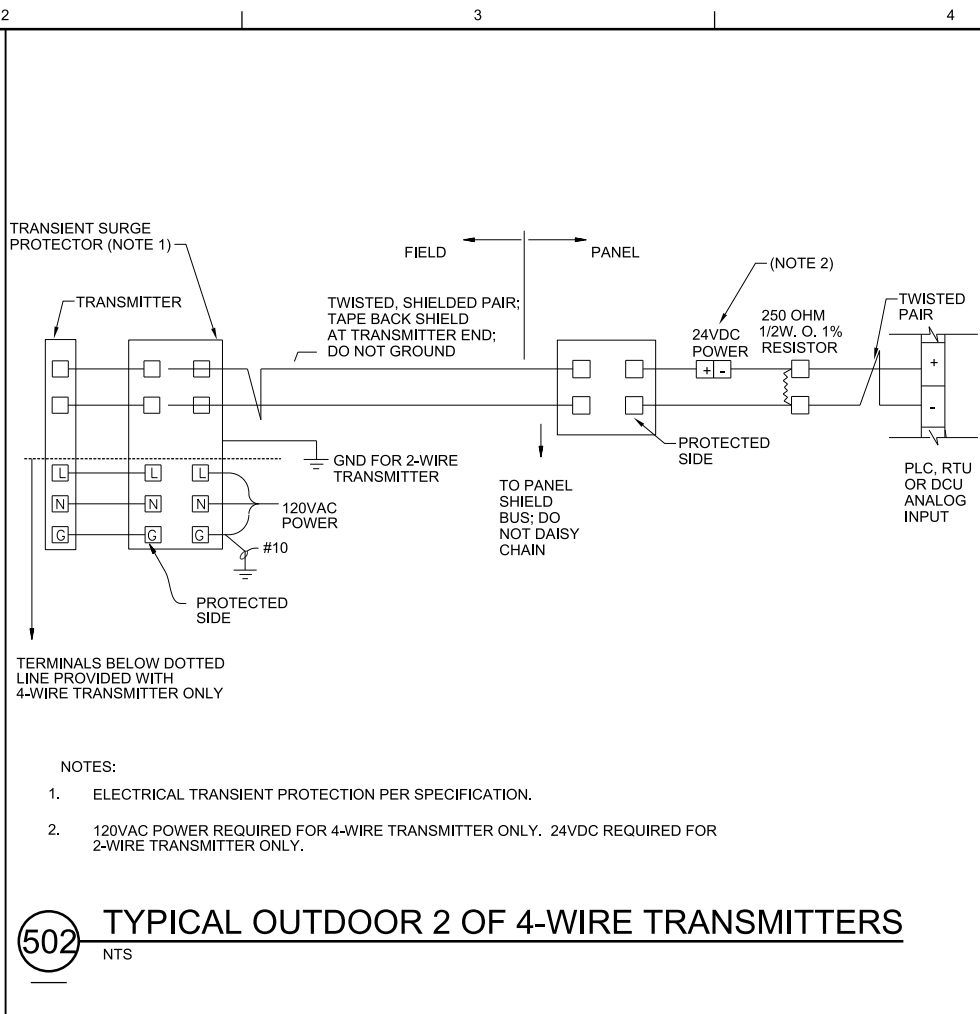 2
3
4
TRANSIENT SURGE
PROTECTOR (NOTE 1)
FIELD
PANEL
(NOTE 2)
TRANSMITTER
TWISTED, SHIELDED PAIR;
TAPE BACK SHIELD
AT TRANSMITTER END;
DO NOT GROUND
24VDC
POWER
250 OHM
1/2W. O. 1%
RESISTOR
TWISTED
PAIR
+ -
+
-
GND FOR 2-WIRE
TRANSMITTER
PROTECTED
SIDE
PLC, RTU
OR DCU
ANALOG
INPUT
L L L
N N N
G G G
120VAC
POWER
#10
TO PANEL
SHIELD
BUS; DO
NOT DAISY
CHAIN
PROTECTED
SIDE
TERMINALS BELOW DOTTED
LINE PROVIDED WITH
4-WIRE TRANSMITTER ONLY
NOTES:
1. ELECTRICAL TRANSIENT PROTECTION PER SPECIFICATION.
2. 120VAC POWER REQUIRED FOR 4-WIRE TRANSMITTER ONLY. 24VDC REQUIRED FOR
2-WIRE TRANSMITTER ONLY.
502
TYPICAL OUTDOOR 2 OF 4-WIRE TRANSMITTERS
NTS